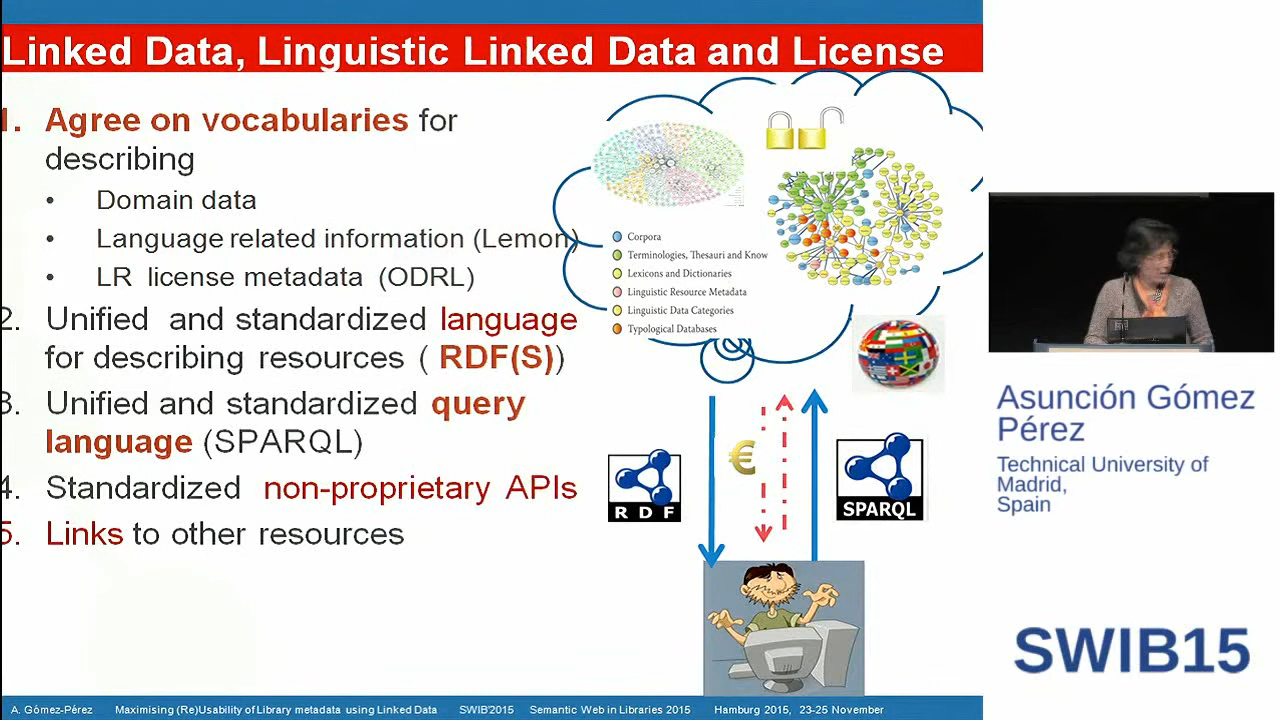 Linked Data, Linguistic Linked Data and License
1. Agree on vocabularies for
describing
• Domain data
• Language related information (Lemon)
• LR license metadata (ODRL)
2. Unified and standardized language
for describing resources ( RDF(S))
3. Unified and standardized query
language (SPARQL)
4. Standardized non-proprietary APIs
5. Links to other resources
Corpora
Terminologies, Thesauri and Know
Lexicons and Dictionaries
Linguistic Resource Metadata
Linguistic Data Categories
Typological Databases
€
RDF
SPARQL
Asunción Gómez
Pérez
Technical University of
Madrid,
Spain
SWIB15
A. Gómez-Pérez Maximising (Re)Usability of Library metadata using Linked Data SWIB'2015 Semantic Web in Libraries 2015 Hamburg 2015, 23-25 November